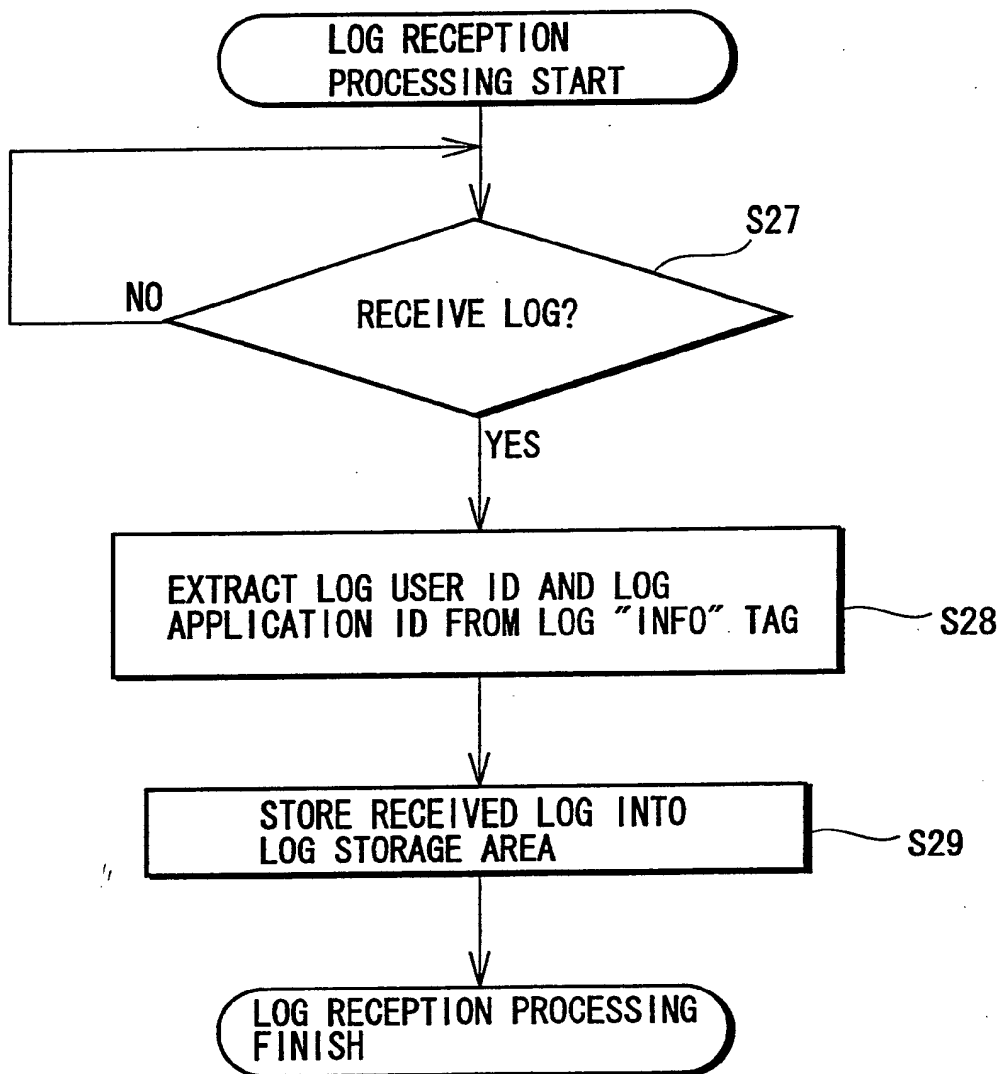 LOG RECEPTION
PROCESSING START
S27
NO
RECEIVE LOG?
YES
EXTRACT LOG USER ID AND LOG
APPLICATION ID FROM LOG "INFO" TAG
S28
STORE RECEIVED LOG INTO
LOG STORAGE AREA
S29
LOG RECEPTION PROCESSING
FINISH